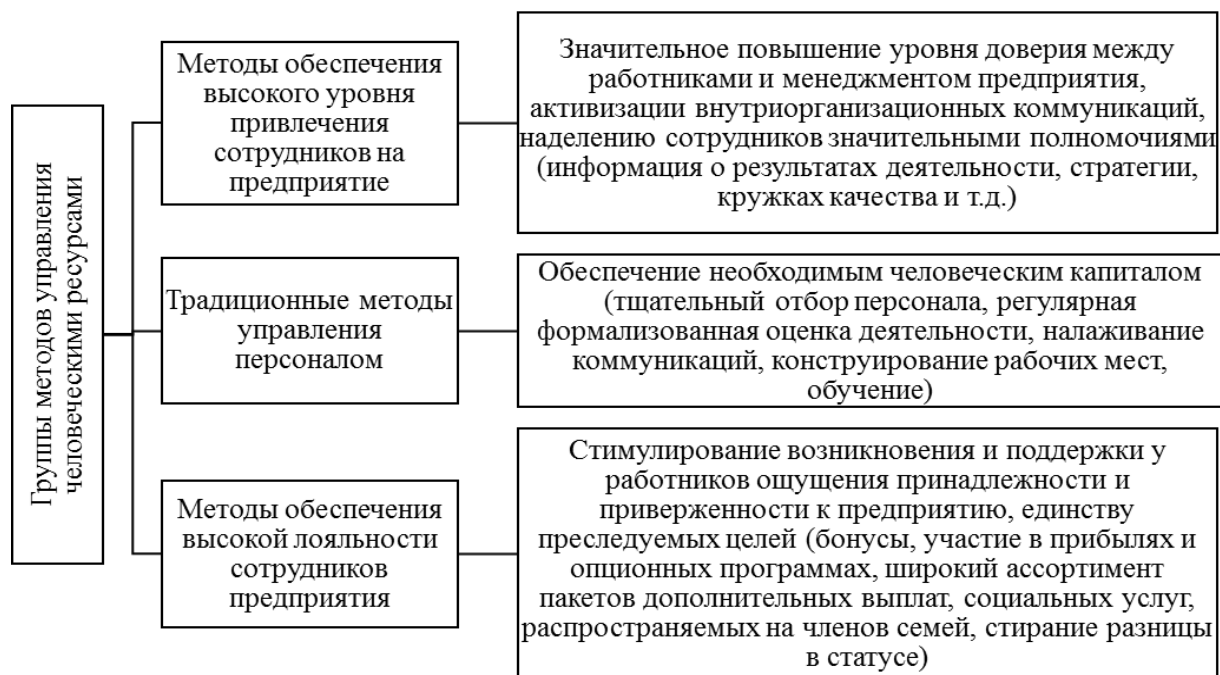 Группы методов управления
человеческими ресурсами
Методы обеспечения
высокого уровня
привлечения
сотрудников на
предприятие
Значительное повышение уровня доверия между
работниками и менеджментом предприятия,
активизации внутриорганизационных коммуникаций,
наделению сотрудников значительными полномочиями
(информация о результатах деятельности, стратегии,
кружках качества и т.д.)
Традиционные методы
управления
персоналом
Обеспечение необходимым человеческим капиталом
(тщательный отбор персонала, регулярная
формализованная оценка деятельности, налаживание
коммуникаций, конструирование рабочих мест,
обучение)
Методы обеспечения
высокой лояльности
сотрудников
предприятия
Стимулирование возникновения и поддержки у
работников ощущения принадлежности и
приверженности к предприятию, единству
преследуемых целей (бонусы, участие в прибылях и
опционных программах, широкий ассортимент
пакетов дополнительных выплат, социальных услуг,
распространяемых на членов семей, стирание разницы
в статусе)